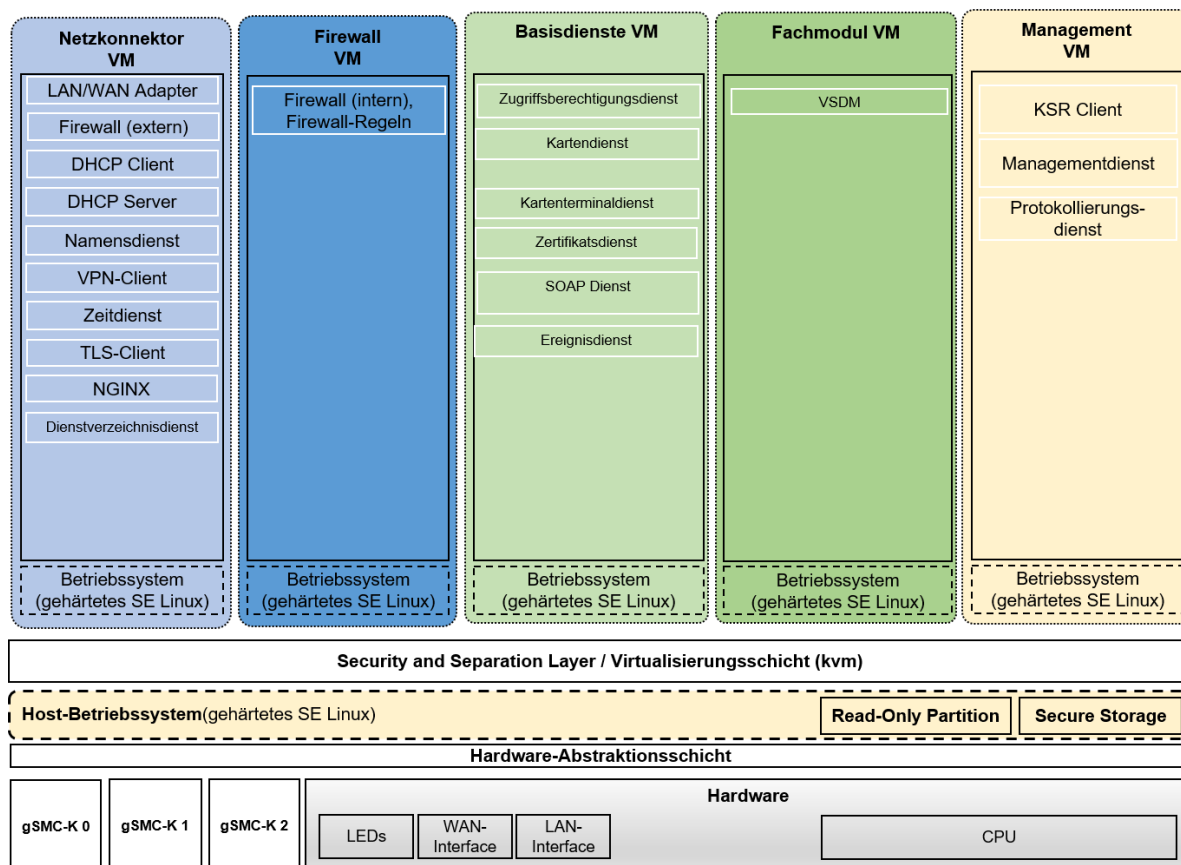 Netzkonnektor
VM
LAN/WAN Adapter
Firewall (extern)
DHCP Client
DHCP Server
Namensdienst
VPN-Client
Zeitdienst
TLS-Client
NGINX
Dienstverzeichnisdienst
Betriebssystem
(gehärtetes SE Linux)
Firewall
VM
Firewall (intern),
Firewall-Regeln
Betriebssystem
(gehärtetes SE Linux)
Basisdienste VM
Zugriffsberechtigungsdienst
Kartendienst
Kartenterminaldienst
Zertifikatsdienst
SOAP Dienst
Ereignisdienst
Betriebssystem
(gehärtetes SE Linux)
Fachmodul VM
VSDM
Betriebssystem
(gehärtetes SE Linux)
Management
VM
KSR Client
Managementdienst
Protokollierungs-
dienst
Betriebssystem
(gehärtetes SE Linux)
Security and Separation Layer / Virtualisierungsschicht (kvm)
Host-Betriebssystem(gehärtetes SE Linux)
Read-Only Partition
Secure Storage
Hardware-Abstraktionsschicht
gSMC-K 0
gSMC-K 1
gSMC-K 2
Hardware
LEDs
WAN-
Interface
LAN-
Interface
CPU